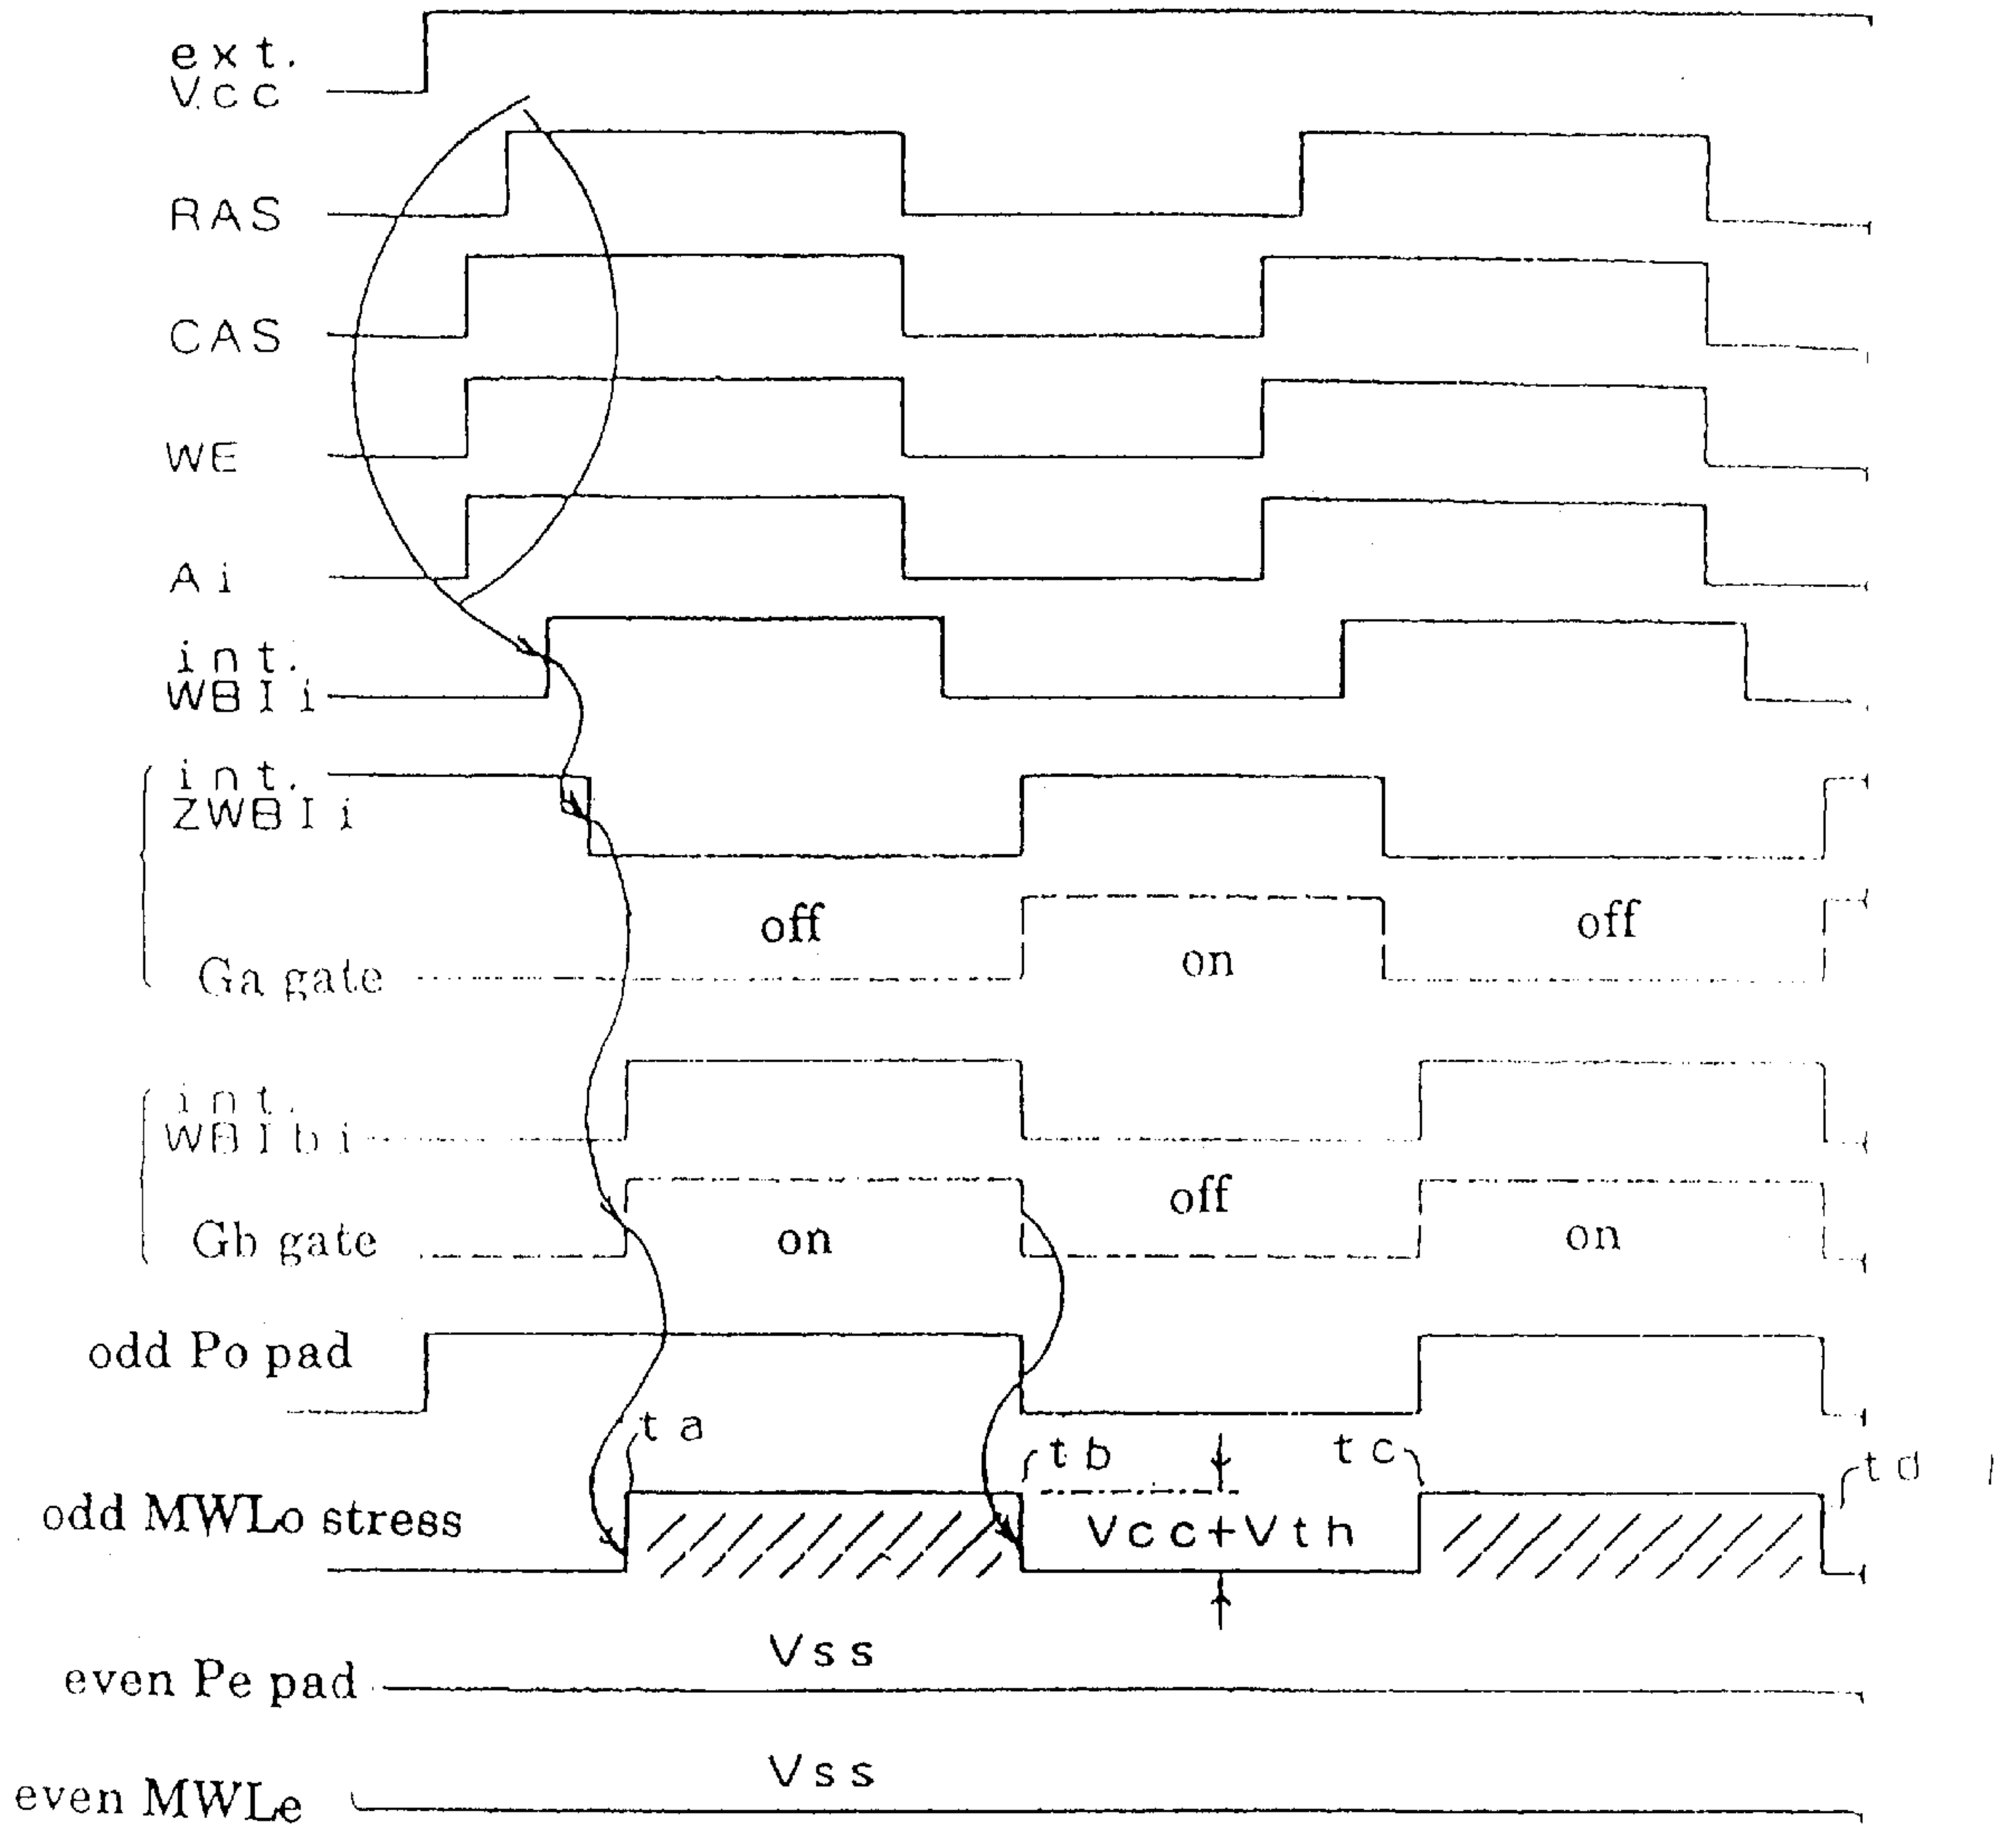 ext.
Vcc
RAS
CAS
WE
Ai
int.
WBIi
int.
ZWBIi
off
off
on
Ga gate
int.
WBIbi
off
Gb gate
on
on
odd Po pad
ta
tb
tc
td
odd MWLo stress
Vcc+Vth
Vss
even Pe pad
Vss
even MWLe